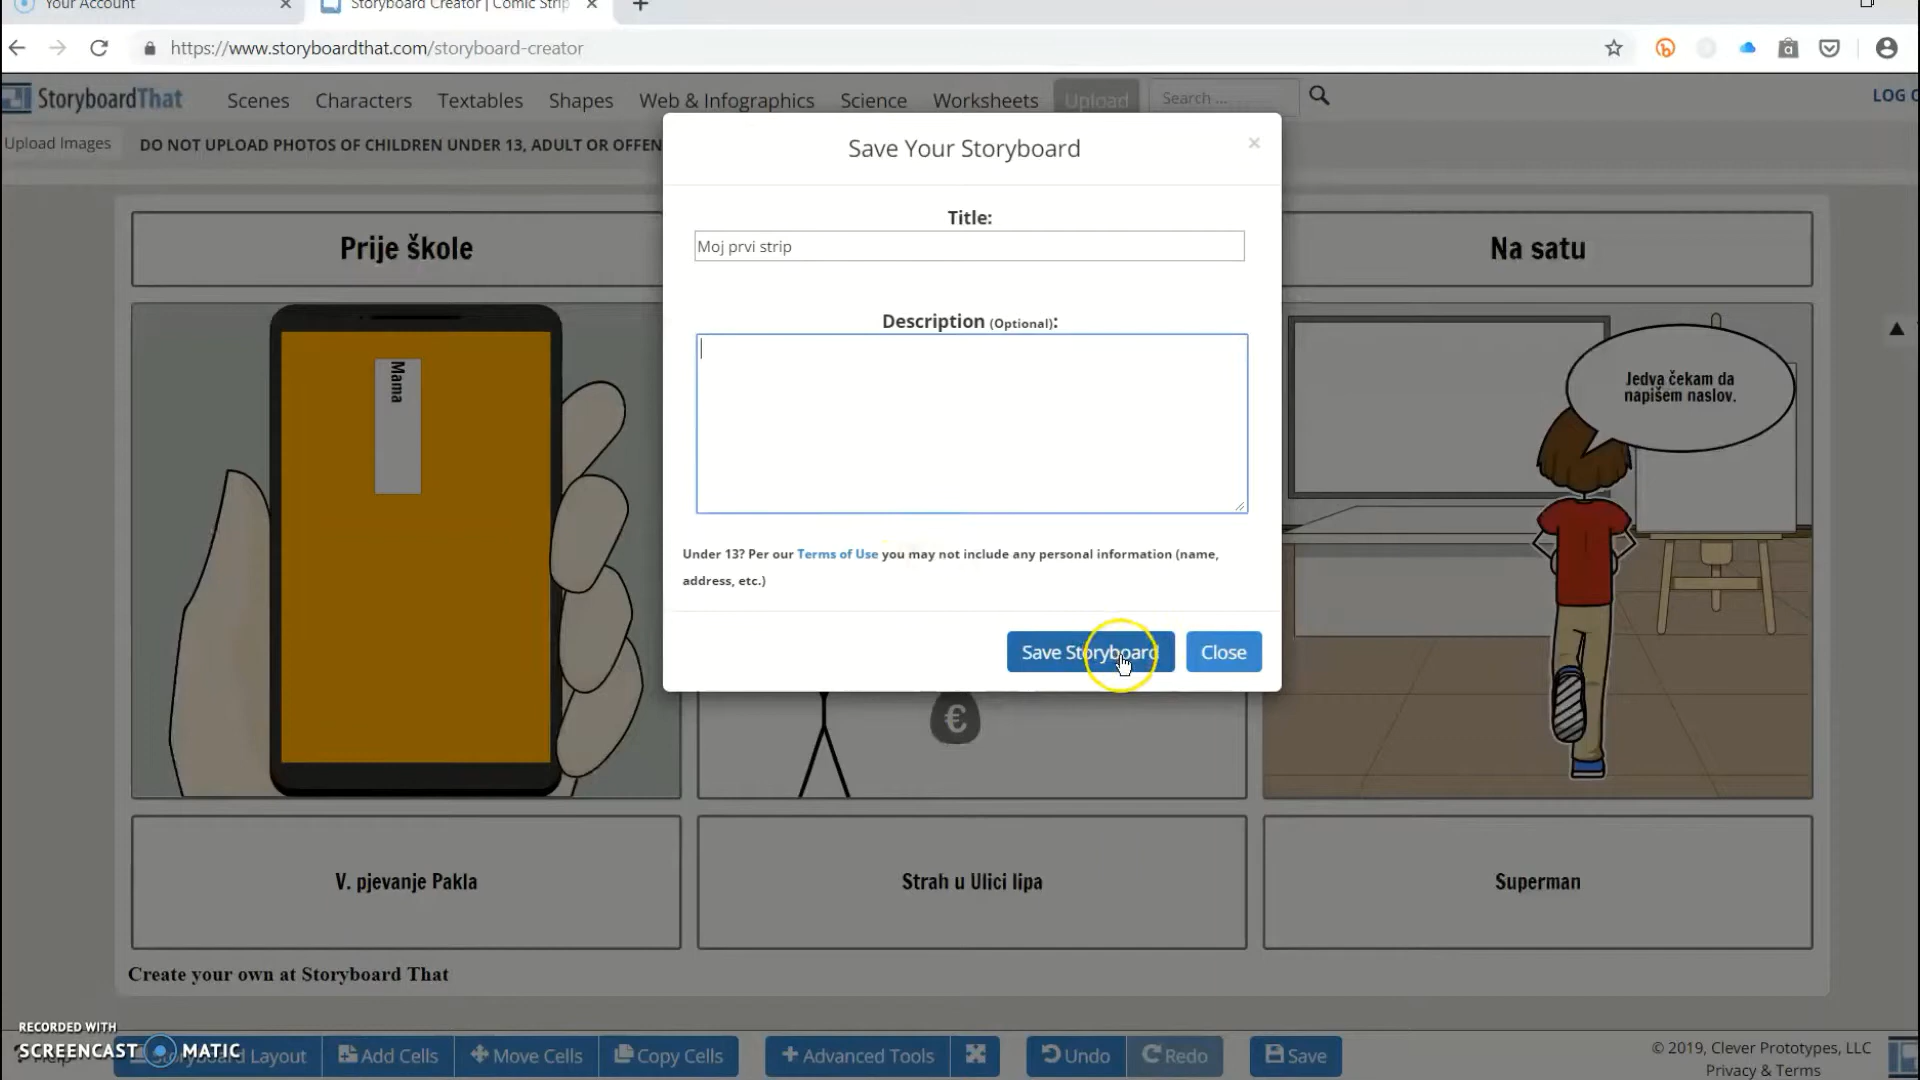 Your Account
Storyboard Creator | Comic Strip
https://www.storyboardthat.com/storyboard-creator
StoryboardThat
Scenes
Characters
Textables
Shapes
Web & Infographics
Science
Worksheets
Upload
Search ...
LOG O
Upload Images
DO NOT UPLOAD PHOTOS OF CHILDREN UNDER 13, ADULT OR OFFEN
Save Your Storyboard
×
Title:
Moj prvi strip
Description (Optional):
Under 13? Per our Terms of Use you may not include any personal information (name,
address, etc.)
Save Storyboard
Close
Prije škole
Na satu
Mama
Jedva čekam da
napišem naslov.
€
V. pjevanje Pakla
Strah u Ulici lipa
Superman
Create your own at Storyboard That
RECORDED WITH
SCREENCAST MATIC
Storyboard Layout
Add Cells
Move Cells
Copy Cells
+ Advanced Tools
Undo
Redo
Save
© 2019, Clever Prototypes, LLC
Privacy & Terms